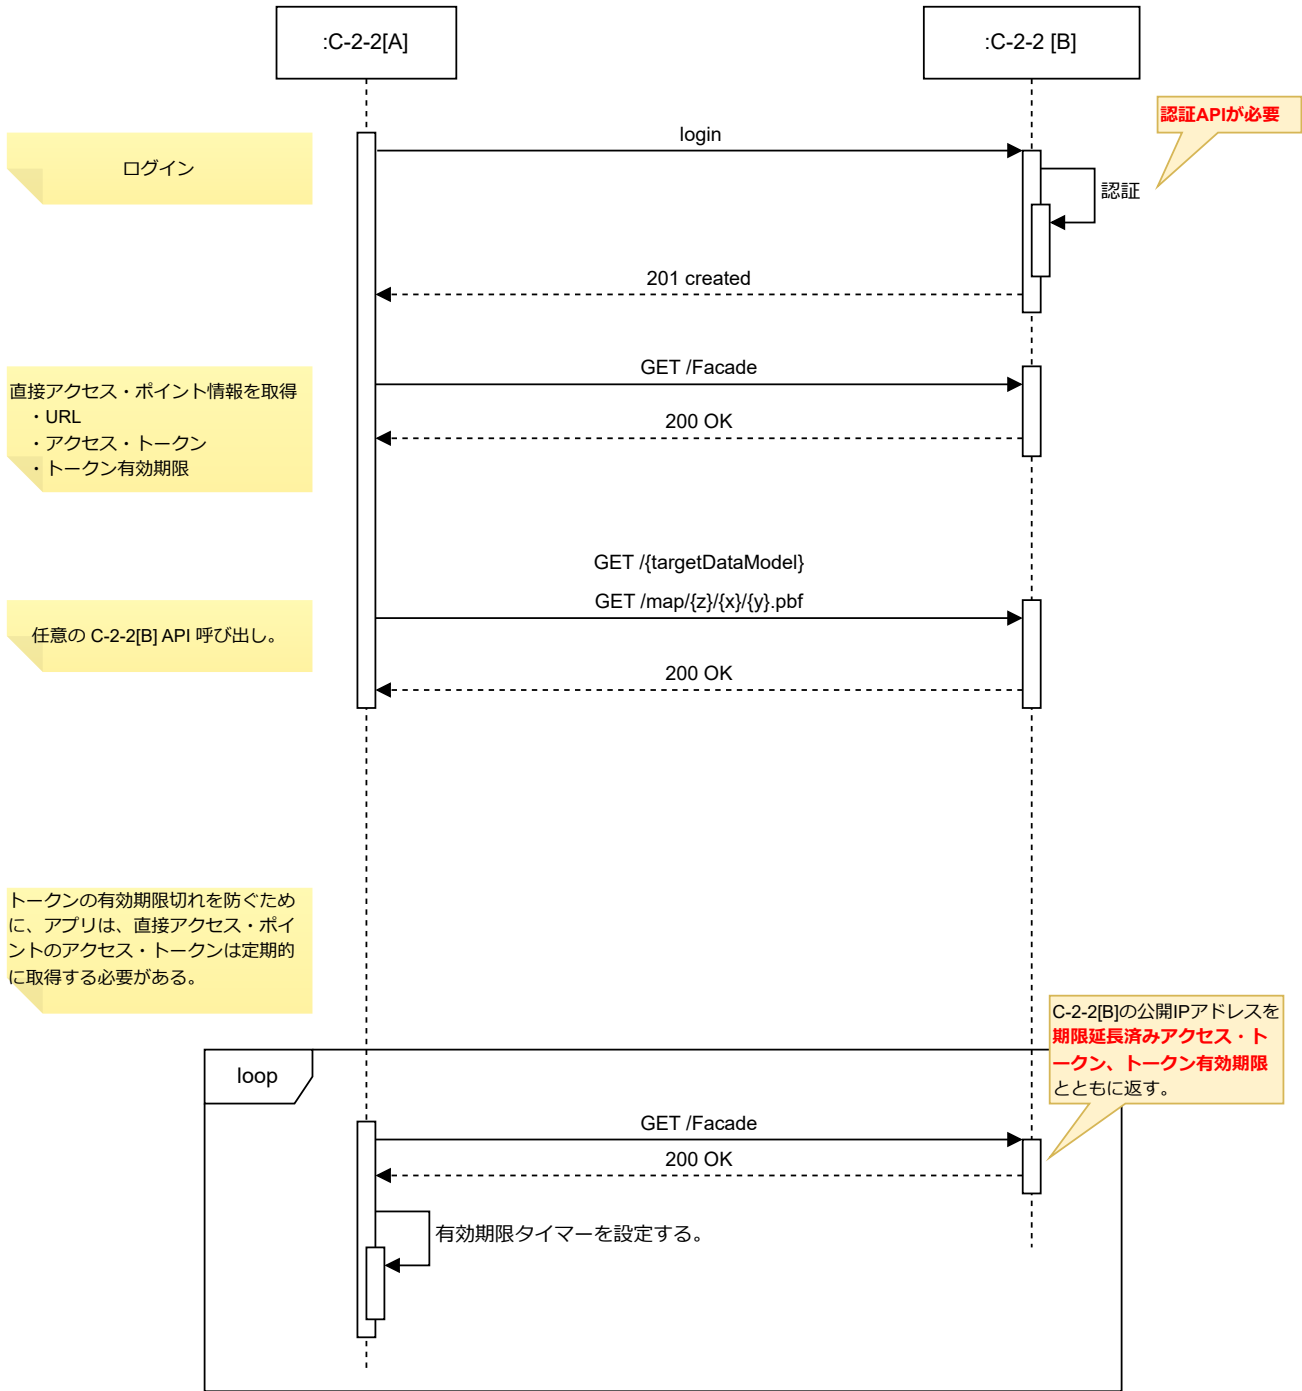 :C-2-2[A]
:C-2-2 [B]
認証APIが必要
login
ログイン
認証
201 created
GET /Facade
直接アクセス・ポイント情報を取得
・URL
・アクセス・トークン
・トークン有効期限
200 OK
GET /{targetDataModel}
GET /map/{z}/{x}/{y}.pbf
任意の C-2-2[B] API 呼び出し。
200 OK
トークンの有効期限切れを防ぐため
に、アプリは、直接アクセス・ポイ
ントのアクセス・トークンは定期的
に取得する必要がある。
C-2-2[B]の公開IPアドレスを
期限延長済みアクセス・ト
ークン、トークン有効期限
とともに返す。
loop
GET /Facade
200 OK
有効期限タイマーを設定する。